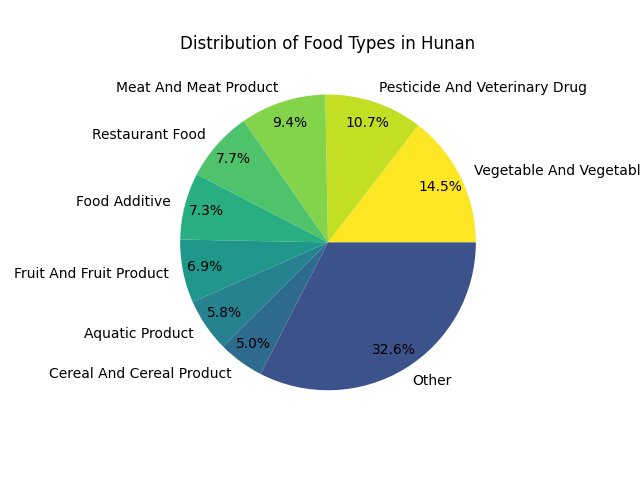 Distribution of Food Types in Hunan
Meat And Meat Product
Pesticide And Veterinary Drug
9.4%
10.7%
Restaurant Food
7.7%
Vegetable And Vegetabl
14.5%
Food Additive
7.3%
Fruit And Fruit Product
6.9%
5.8%
Aquatic Product
5.0%
32.6%
Cereal And Cereal Product
Other